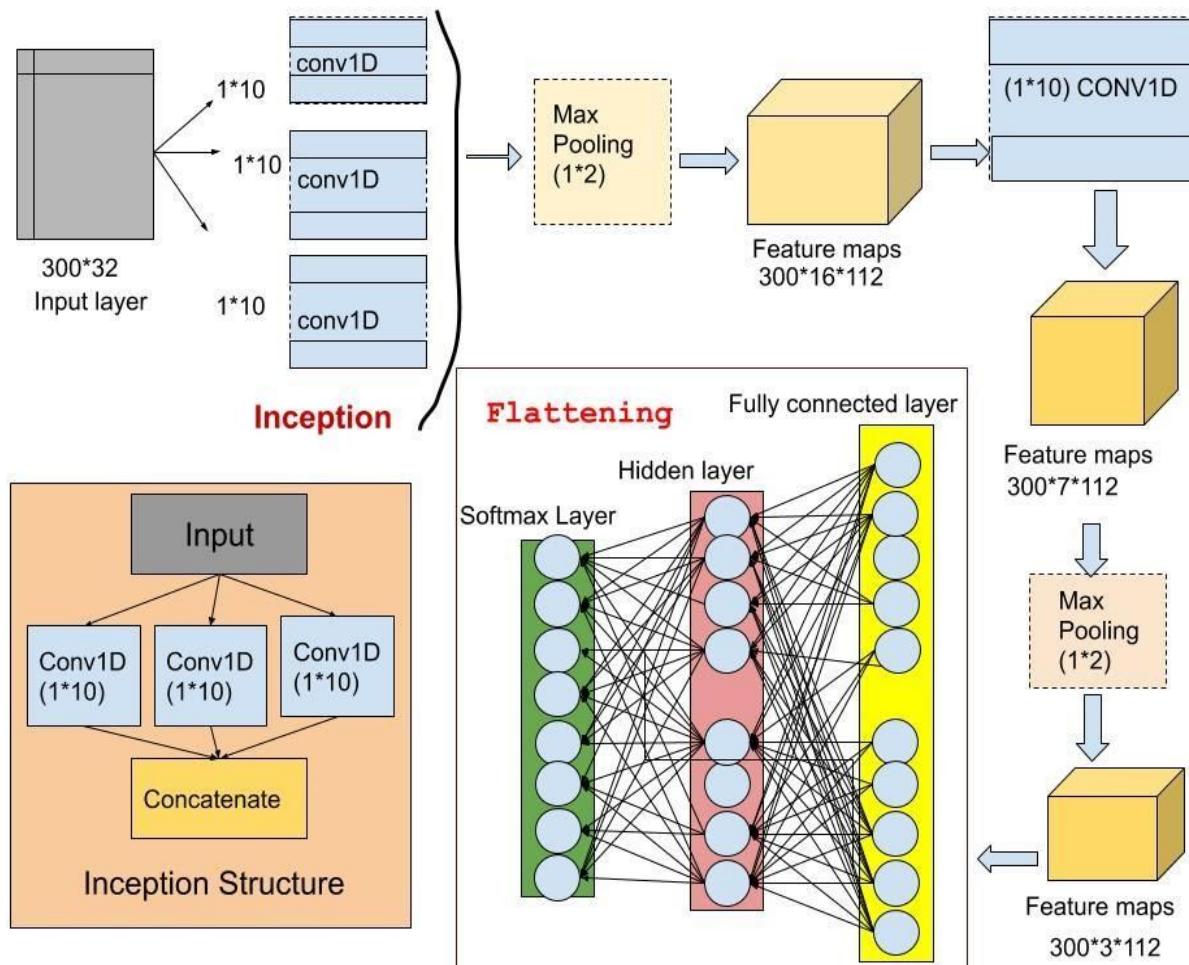 conv1D
1*10
1*10
conv1D
1*10
conv1D
300*32
Input layer
Inception
Max
Pooling
(1*2)
Feature maps
300*16*112
(1*10) CONV1D
Feature maps
300*7*112
Max
Pooling
(1*2)
Feature maps
300*3*112
Flattening
Fully connected layer
Hidden layer
Softmax Layer
Input
Conv1D
(1*10)
Conv1D
(1*10)
Conv1D
(1*10)
Concatenate
Inception Structure